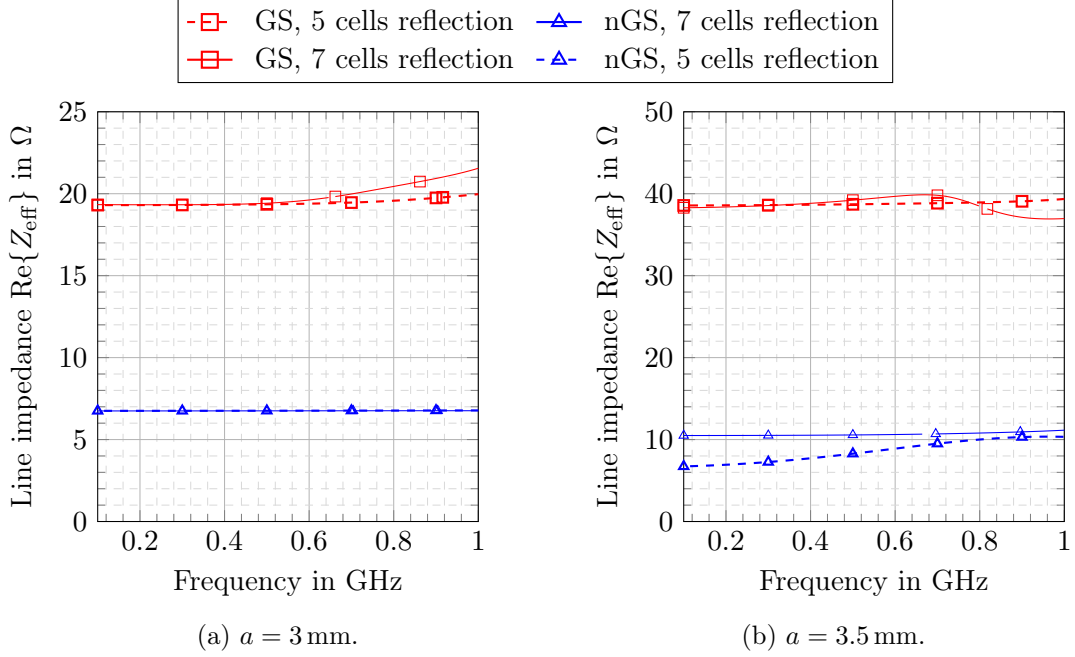 GS, 5 cells reflection nGS, 7 cells reflection
GS, 7 cells reflection nGS, 5 cells reflection
25
20
15
10
5
0
0.2 0.4 0.6 0.8 1
Line impedance Re{Z_eff} in Ω
Frequency in GHz
(a) a = 3 mm.
50
40
30
20
10
0
0.2 0.4 0.6 0.8 1
Line impedance Re{Z_eff} in Ω
Frequency in GHz
(b) a = 3.5 mm.